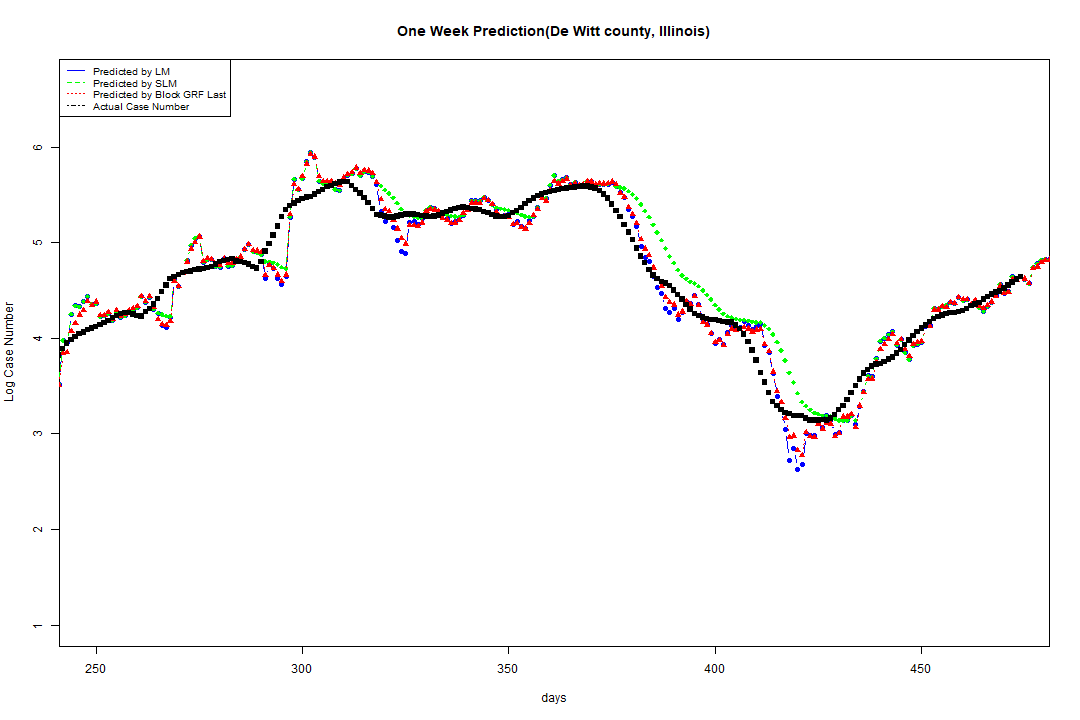 One Week Prediction(De Witt county, Illinois)
Predicted by LM
Predicted by SLM
Predicted by Block GRF Last
Actual Case Number
6
5
4
3
2
1
Log Case Number
250 300 350 400 450
days